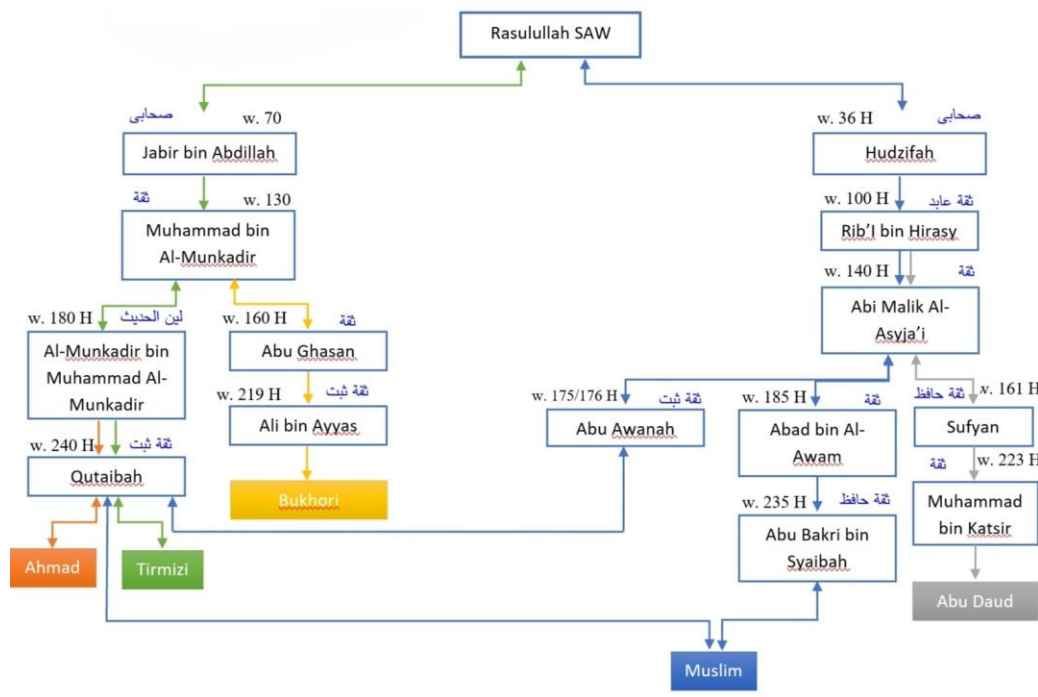 Rasulullah SAW
صحابى
w. 70
Jabir bin Abdillah
w. 36 H
صحابى
Hudzifah
ثقة
w. 130
Muhammad bin
Al-Munkadir
w. 100 H
ثقة عابد
Rib'I bin Hirasy
w. 140 H
ثقة
Abi Malik Al-
Asyja'i
w. 180 H
لين الحديث
Al-Munkadir bin
Muhammad Al-
Munkadir
w. 160 H
ثقة
Abu Ghasan
w. 219 H
ثقة ثبت
Ali bin Ayyas
Bukhori
w. 240 H
ثقة ثبت
Qutaibah
Ahmad
Tirmizi
w. 175/176 H
ثقة ثبت
Abu Awanah
w. 185 H
ثقة
Abad bin Al-
Awam
w. 235 H
ثقة حافظ
Abu Bakri bin
Syaibah
ثقة حافظ
w. 161 H
Sufyan
ثقة
w. 223 H
Muhammad
bin Katsir
Abu Daud
Muslim